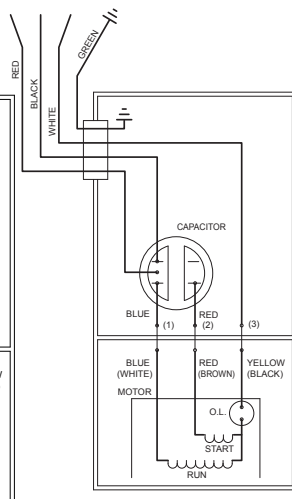 GREEN
RED
BLACK
WHITE
CAPACITOR
BLUE
RED
(1)
(2)
(3)
BLUE
(WHITE)
RED
(BROWN)
YELLOW
(BLACK)
MOTOR
O.L.
START
RUN